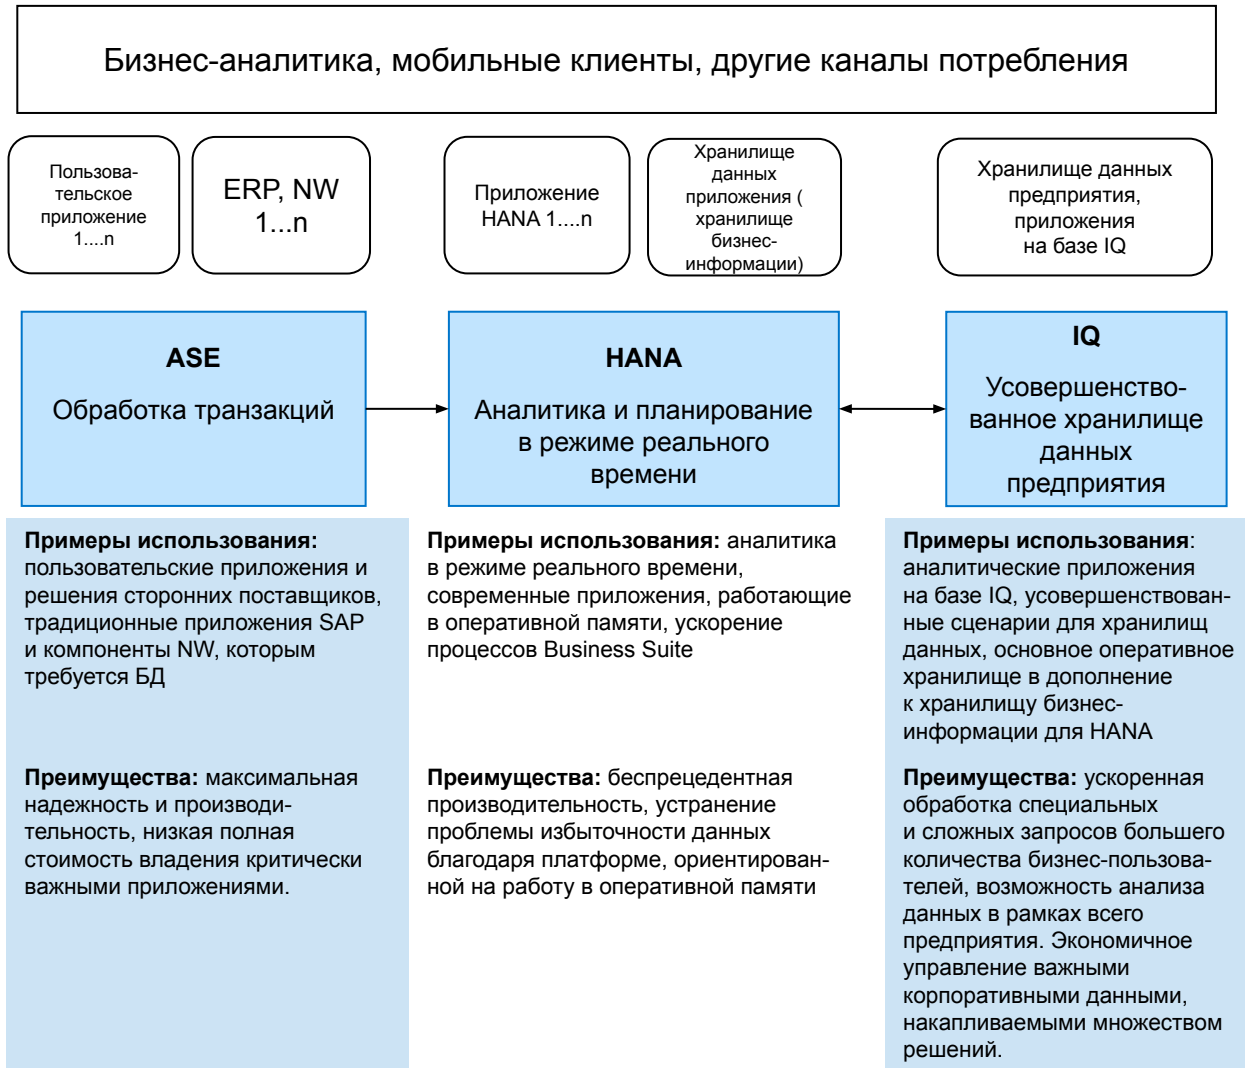 Бизнес-аналитика, мобильные клиенты, другие каналы потребления
Пользова-
тельское
приложение
1....n
ERP, NW
1...n
Приложение
HANA 1....n
Хранилище
данных
приложения (
хранилище
бизнес-
информации)
Хранилище данных
предприятия,
приложения
на базе IQ
ASE
Обработка транзакций
HANA
Аналитика и планирование
в режиме реального
времени
IQ
Усовершенство-
ванное хранилище
данных
предприятия
Примеры использования:
пользовательские приложения и
решения сторонних поставщиков,
традиционные приложения SAP
и компоненты NW, которым
требуется БД
Преимущества: максимальная
надежность и производи-
тельность, низкая полная
стоимость владения критически
важными приложениями.
Примеры использования: аналитика
в режиме реального времени,
современные приложения, работающие
в оперативной памяти, ускорение
процессов Business Suite
Преимущества: беспрецедентная
производительность, устранение
проблемы избыточности данных
благодаря платформе, ориентирован-
ной на работу в оперативной памяти
Примеры использования:
аналитические приложения
на базе IQ, усовершенствован-
ные сценарии для хранилищ
данных, основное оперативное
хранилище в дополнение
к хранилищу бизнес-
информации для HANA
Преимущества: ускоренная
обработка специальных
и сложных запросов большего
количества бизнес-пользова-
телей, возможность анализа
данных в рамках всего
предприятия. Экономичное
управление важными
корпоративными данными,
накапливаемыми множеством
решений.